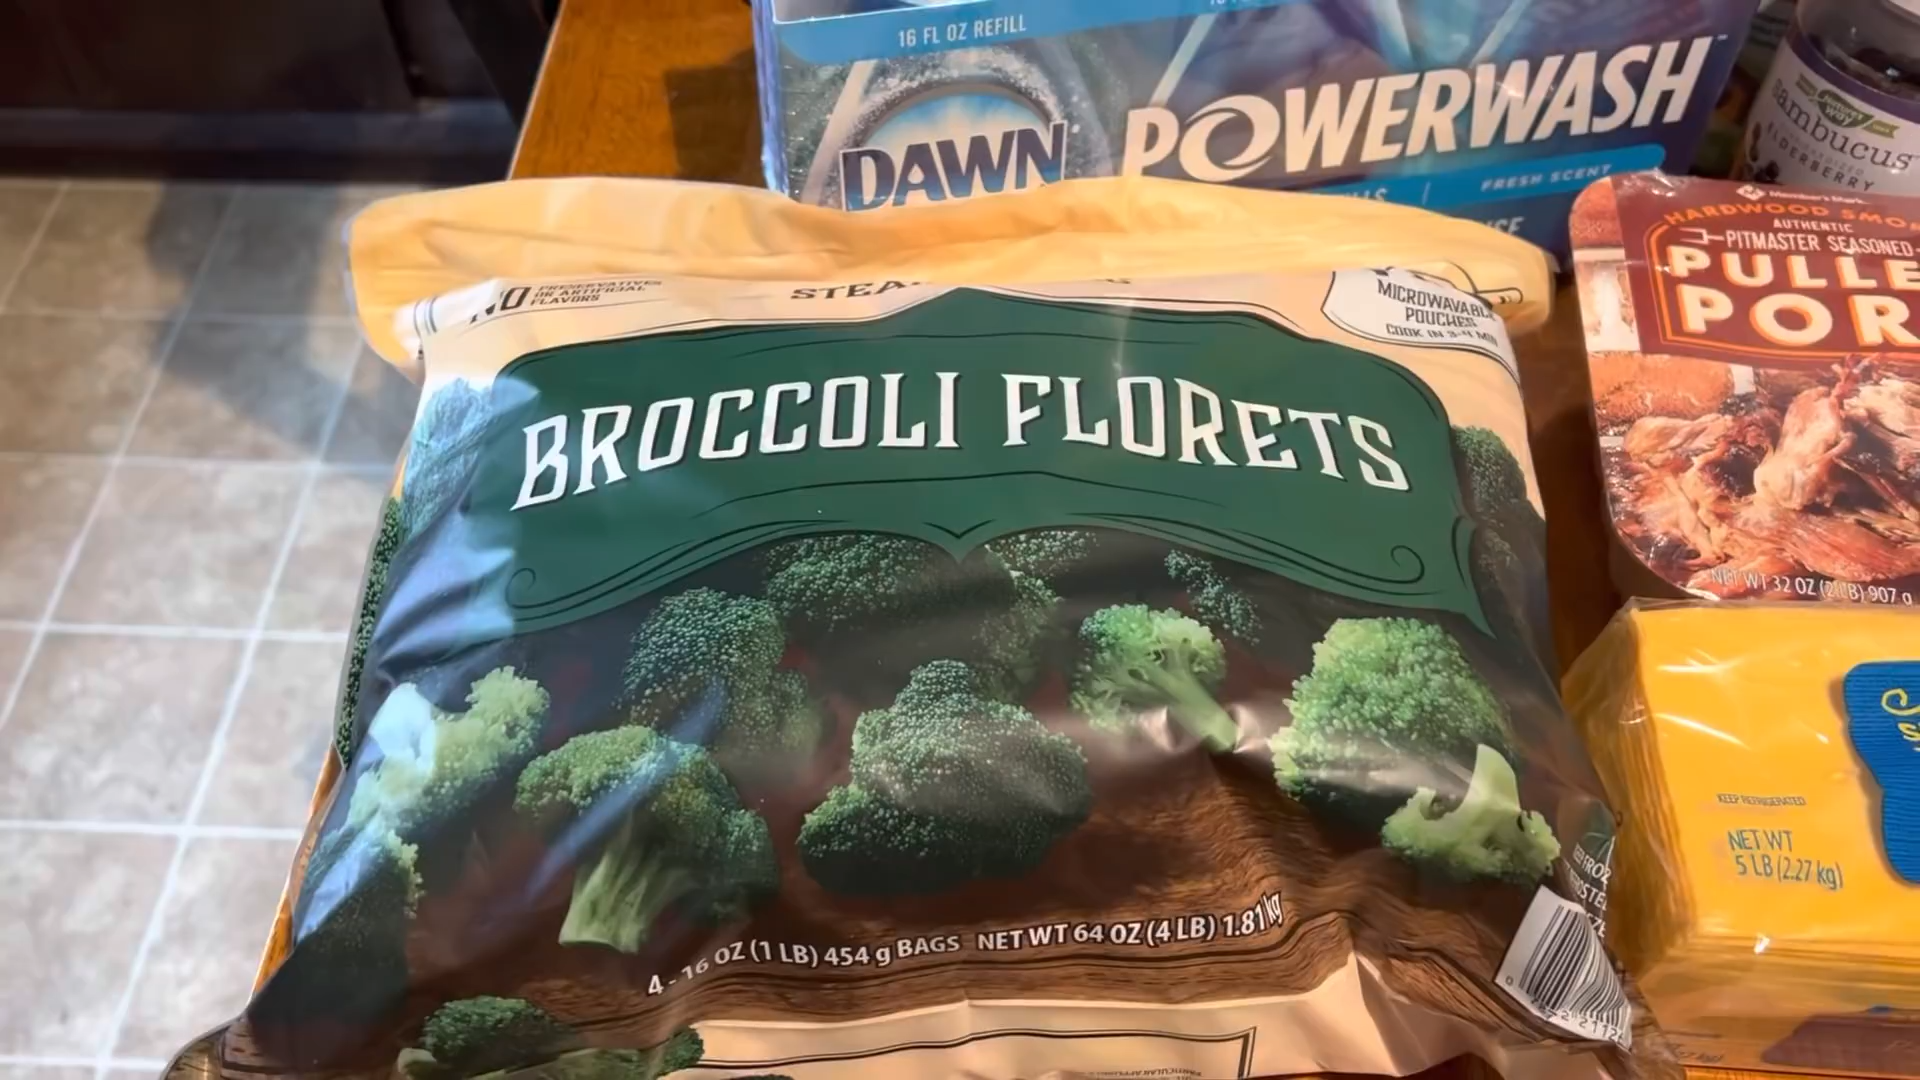 16 FL OZ REFILL
DAWN
POWERWASH
FRESH SCENT
Nature's Way
Sambucus
ELDERBERRY
Member's Mark
HARDWOOD
AUTHENTIC
PITMASTER SEASONED
PULLE
POR
NET WT 32 OZ (2 LB) 907 g
NO PRESERVATIVES
OR ARTIFICIAL
FLAVORS
MICROWAVABLE
POUCHES
COOK IN 3-4 MIN
BROCCOLI FLORETS
4 - 16 OZ (1 LB) 454 g BAGS NET WT 64 OZ (4 LB) 1.81 kg
KEEP REFRIGERATED
NET WT
5 LB (2.27 kg)